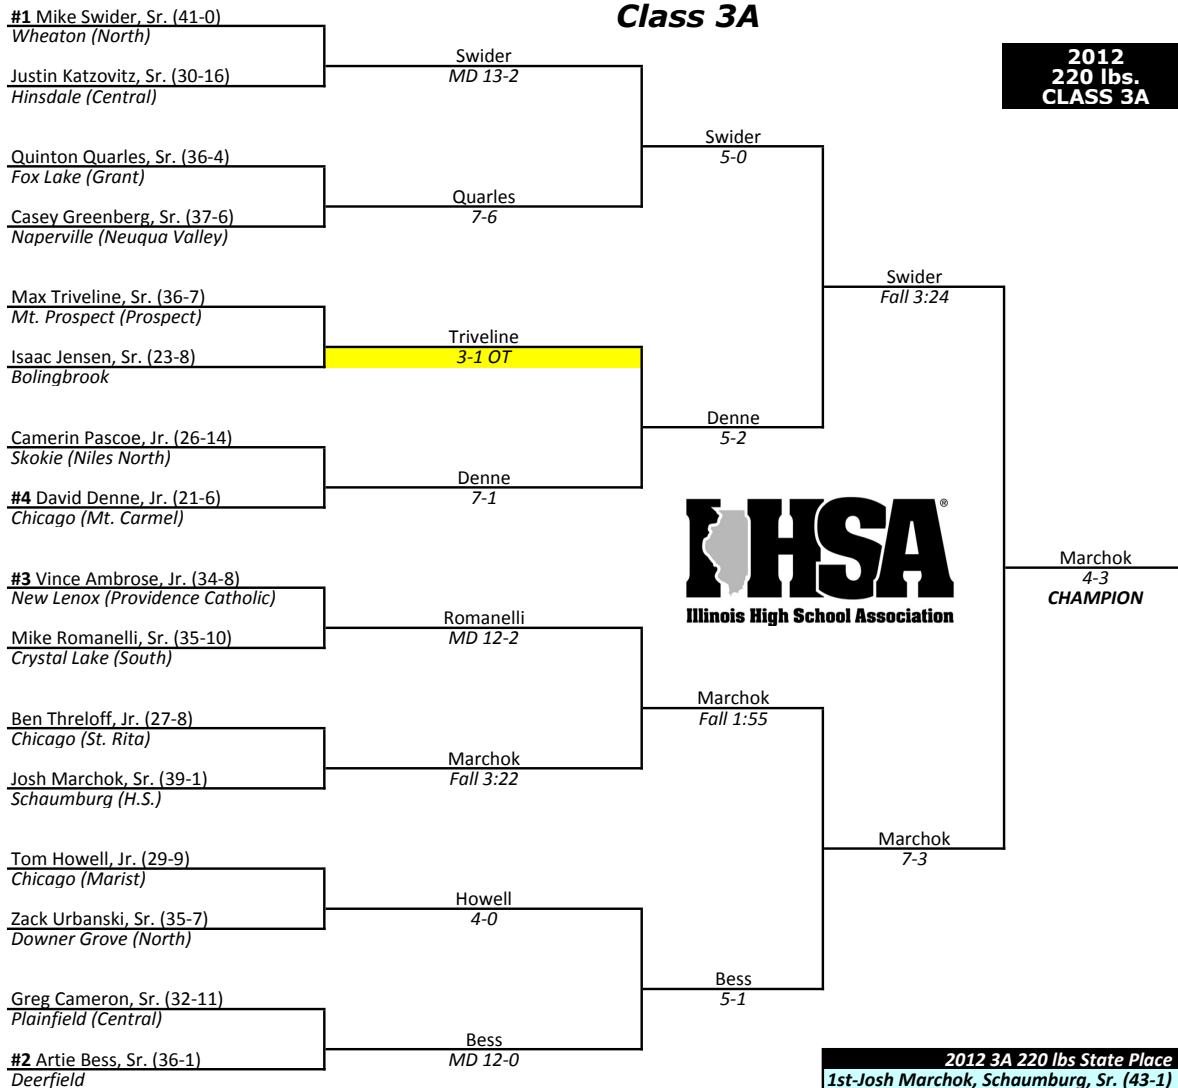 Class 3A
2012
220 lbs.
CLASS 3A
#1 Mike Swider, Sr. (41-0)
Wheaton (North)
Swider
MD 13-2
Justin Katzovitz, Sr. (30-16)
Hinsdale (Central)
Swider
5-0
Quinton Quarles, Sr. (36-4)
Fox Lake (Grant)
Quarles
7-6
Casey Greenberg, Sr. (37-6)
Naperville (Neuqua Valley)
Swider
Fall 3:24
Max Triveline, Sr. (36-7)
Mt. Prospect (Prospect)
Triveline
3-1 OT
Isaac Jensen, Sr. (23-8)
Bolingbrook
Denne
5-2
Camerin Pascoe, Jr. (26-14)
Skokie (Niles North)
Denne
7-1
#4 David Denne, Jr. (21-6)
Chicago (Mt. Carmel)
IHSA®
Illinois High School Association
Marchok
4-3
CHAMPION
#3 Vince Ambrose, Jr. (34-8)
New Lenox (Providence Catholic)
Romanelli
MD 12-2
Mike Romanelli, Sr. (35-10)
Crystal Lake (South)
Marchok
Fall 1:55
Ben Threloff, Jr. (27-8)
Chicago (St. Rita)
Marchok
Fall 3:22
Josh Marchok, Sr. (39-1)
Schaumburg (H.S.)
Marchok
7-3
Tom Howell, Jr. (29-9)
Chicago (Marist)
Howell
4-0
Zack Urbanski, Sr. (35-7)
Downer Grove (North)
Bess
5-1
Greg Cameron, Sr. (32-11)
Plainfield (Central)
Bess
MD 12-0
#2 Artie Bess, Sr. (36-1)
Deerfield
2012 3A 220 lbs State Place
1st-Josh Marchok, Schaumburg, Sr. (43-1)